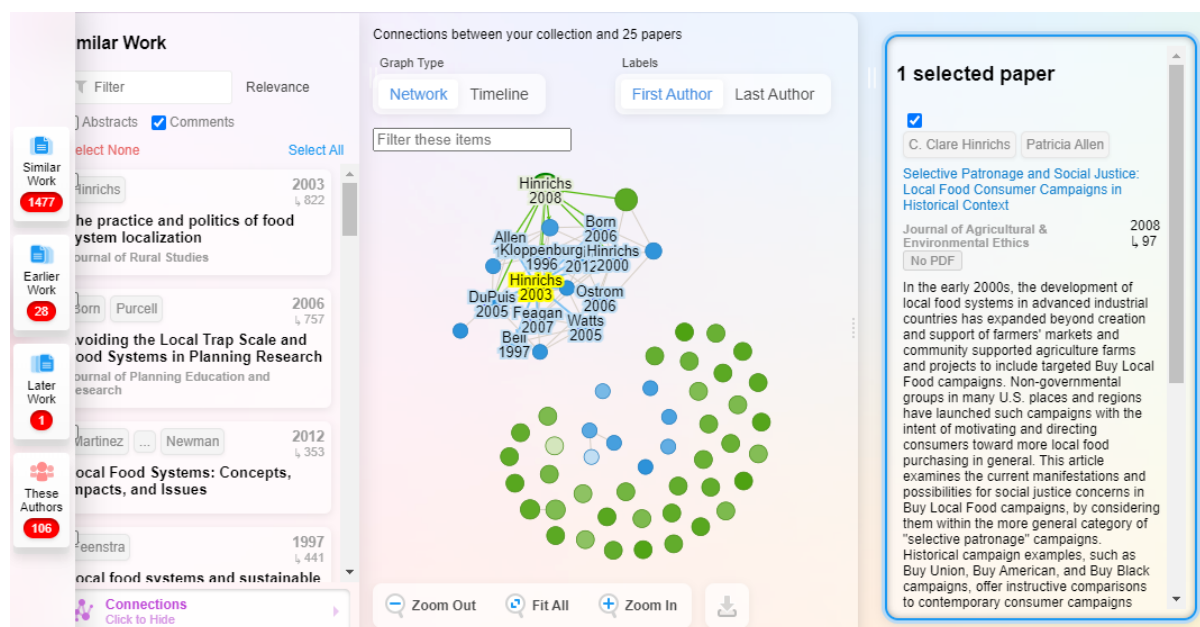 Similar
Work
1477
Earlier
Work
28
Later
Work
1
These
Authors
106
milar Work
Filter
Relevance
Abstracts
Comments
elect None
Select All
Hinrichs
2003
↳ 822
he practice and politics of food
ystem localization
ournal of Rural Studies
Born
Purcell
2006
↳ 757
voiding the Local Trap Scale and
ood Systems in Planning Research
ournal of Planning Education and
esearch
Martinez
...
Newman
2012
↳ 353
ocal Food Systems: Concepts,
mpacts, and Issues
eenstra
1997
↳ 441
ocal food systems and sustainable
Connections
Click to Hide
Connections between your collection and 25 papers
Graph Type
Network
Timeline
Labels
First Author
Last Author
Filter these items
Hinrichs
2008
Born
2006
Allen
Kloppenburg
1996
2012
Hinrichs
2000
Hinrichs
2003
DuPuis
2005
Ostrom
2006
Feagan
2007
Watts
2005
Bell
1997
Zoom Out
Fit All
Zoom In
1 selected paper
C. Clare Hinrichs
Patricia Allen
Selective Patronage and Social Justice:
Local Food Consumer Campaigns in
Historical Context
Journal of Agricultural &
Environmental Ethics
2008
↳ 97
No PDF
In the early 2000s, the development of
local food systems in advanced industrial
countries has expanded beyond creation
and support of farmers' markets and
community supported agriculture farms
and projects to include targeted Buy Local
Food campaigns. Non-governmental
groups in many U.S. places and regions
have launched such campaigns with the
intent of motivating and directing
consumers toward more local food
purchasing in general. This article
examines the current manifestations and
possibilities for social justice concerns in
Buy Local Food campaigns, by considering
them within the more general category of
"selective patronage" campaigns.
Historical campaign examples, such as
Buy Union, Buy American, and Buy Black
campaigns, offer instructive comparisons
to contemporary consumer campaigns